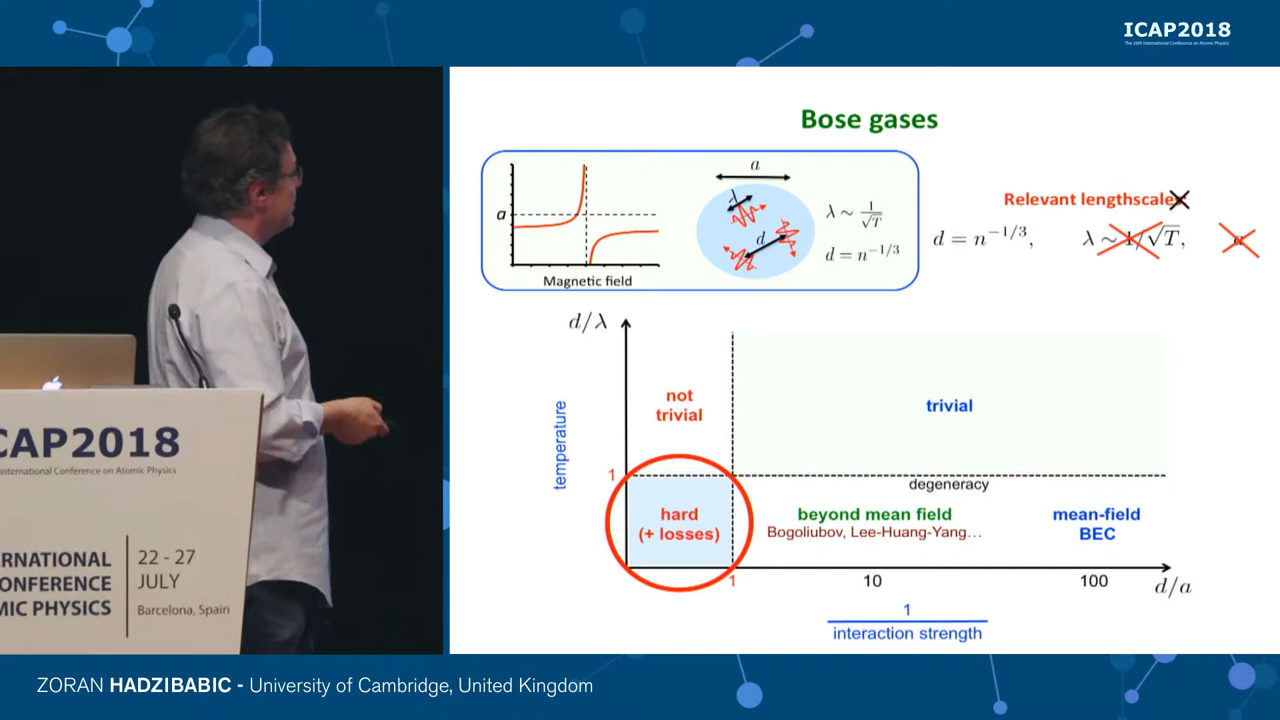 ICAP2018
The 26th International Conference on Atomic Physics
Bose gases
a
Magnetic field
a
λ
d
λ ~ 1/√T
d = n^{-1/3}
Relevant lengthscales
d = n^{-1/3}, λ ~ 1/√T, a
d/λ
temperature
not
trivial
trivial
1
degeneracy
hard
(+ losses)
beyond mean field
Bogoliubov, Lee-Huang-Yang...
mean-field
BEC
1
10
100
d/a
1
interaction strength
CAP2018
International Conference on Atomic Physics
RNATIONAL
CONFERENCE
MIC PHYSICS
22 - 27
JULY
Barcelona, Spain
ZORAN HADZIBABIC - University of Cambridge, United Kingdom